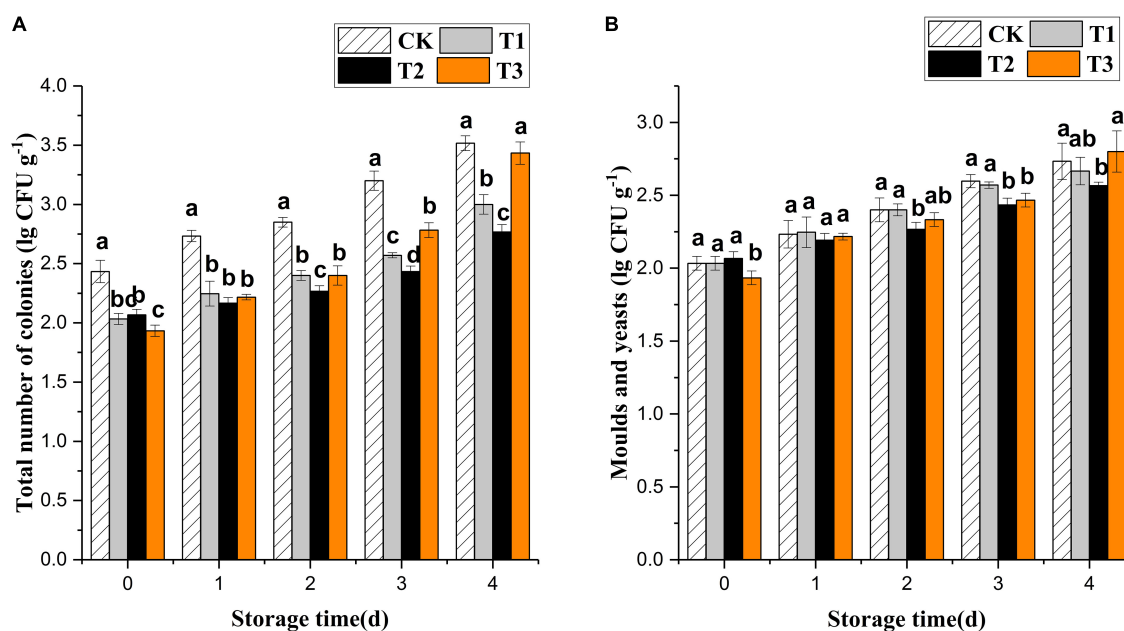 A
CK T1
T2 T3
Total number of colonies (lg CFU g-1)
4.0
3.5
3.0
2.5
2.0
1.5
1.0
0.5
0.0
a bc b c
a b b b
a b c b
a c d b
a b c a
0 1 2 3 4
Storage time(d)
B
CK T1
T2 T3
Moulds and yeasts (lg CFU g-1)
3.0
2.5
2.0
1.5
1.0
0.5
0.0
a a a b
a a a a
a a b ab
a a b b
a ab b a
0 1 2 3 4
Storage time(d)